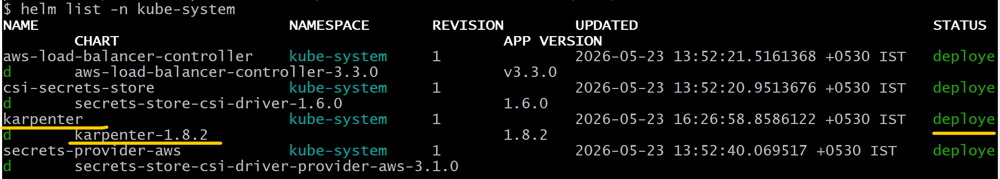 $ helm list -n kube-system
NAME NAMESPACE REVISION UPDATED STATUS
CHART APP VERSION
aws-load-balancer-controller kube-system 1 2026-05-23 13:52:21.5161368 +0530 IST deploye
d aws-load-balancer-controller-3.3.0 v3.3.0
csi-secrets-store kube-system 1 2026-05-23 13:52:20.9513676 +0530 IST deploye
d secrets-store-csi-driver-1.6.0 1.6.0
karpenter kube-system 1 2026-05-23 16:26:58.8586122 +0530 IST deploye
d karpenter-1.8.2 1.8.2
secrets-provider-aws kube-system 1 2026-05-23 13:52:40.069517 +0530 IST deploye
d secrets-store-csi-driver-provider-aws-3.1.0